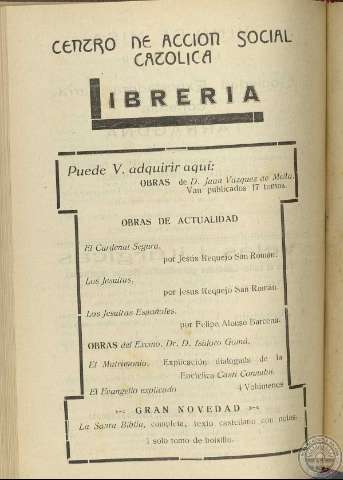 CENTRO DE ACCION SOCIAL
CATOLICA
LIBRERIA
Puede V. adquirir aquí:
OBRAS de D. Juan Vázquez de Mella.
Van publicados 17 tomos.
OBRAS DE ACTUALIDAD
El Cardenal Segura,
por Jesús Requejo San Román.
Los Jesuitas,
por Jesús Requejo San Román
Los Jesuitas Españoles,
por Felipe Alonso Bárcena.
OBRAS del Excmo. Dr. D. Isidoro Gomá.
El Matrimonio. Explicación dialogada de la
Encíclica Casti Connubii.
El Evangelio explicado 4 Volúmenes
GRAN NOVEDAD
La Santa Biblia, completa, texto castellano con notas
1 solo tomo de bolsillo.